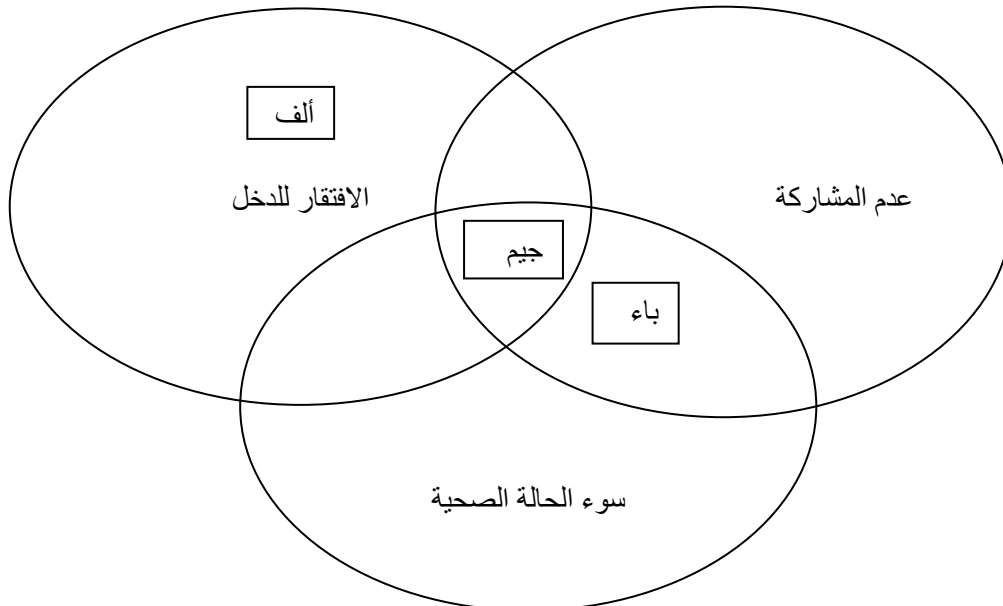 ألف
عدم المشاركة
الافتقار للدخل
جيم
باء
سوء الحالة الصحية